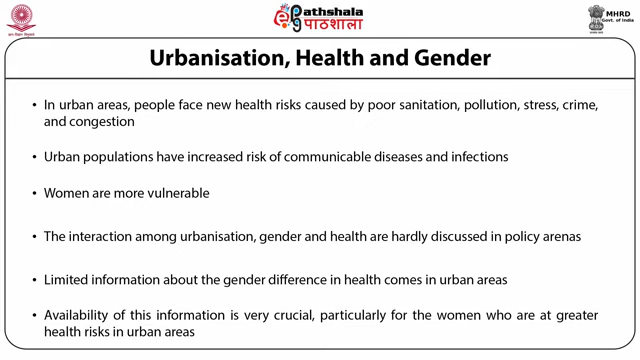 Pathshala
पाठशाला
MHRD
Govt. of India
Urbanisation, Health and Gender
• In urban areas, people face new health risks caused by poor sanitation, pollution, stress, crime,
and congestion
• Urban populations have increased risk of communicable diseases and infections
• Women are more vulnerable
• The interaction among urbanisation, gender and health are hardly discussed in policy arenas
• Limited information about the gender difference in health comes in urban areas
• Availability of this information is very crucial, particularly for the women who are at greater
health risks in urban areas